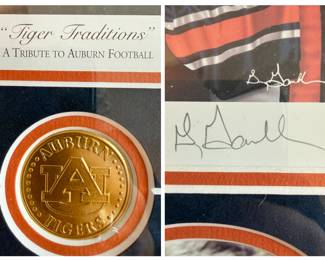 "Tiger Traditions"
A Tribute to Auburn Football
AUBURN
AU
TIGERS